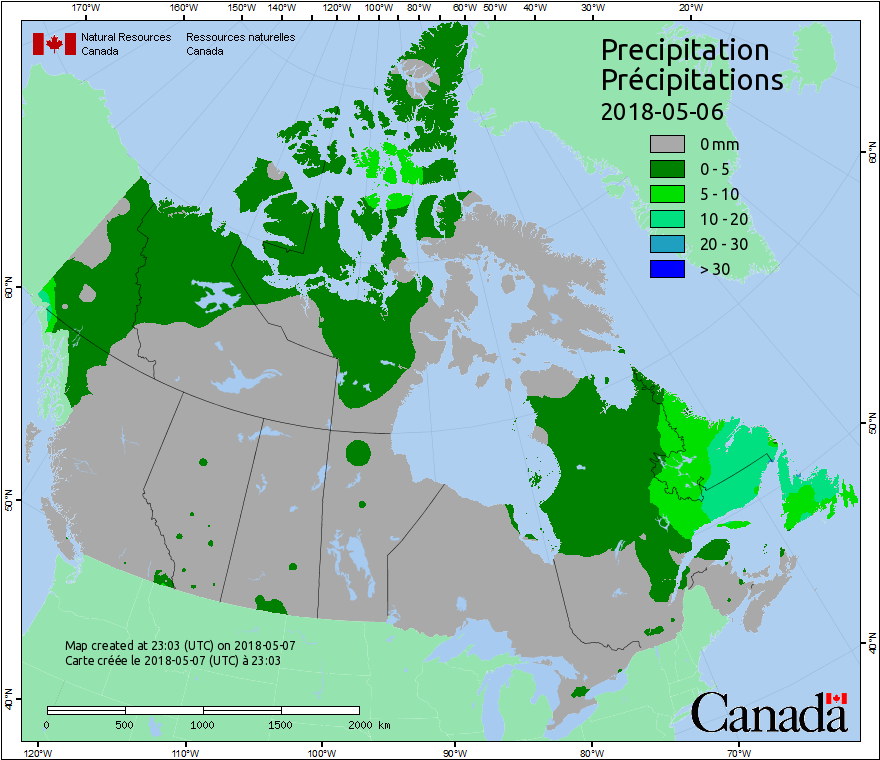 170°W 160°W 150°W 140°W 130°W 120°W 110°W 100°W 90°W 80°W 60°W 50°W 40°W 30°W 20°W
Natural Resources Ressources naturelles
Canada Canada
Precipitation
Précipitations
2018-05-06
0 mm
0 - 5
5 - 10
10 - 20
20 - 30
> 30
60°N
60°N
50°N
50°N
40°N
40°N
Map created at 23:03 (UTC) on 2018-05-07
Carte créée le 2018-05-07 (UTC) à 23:03
0 500 1000 1500 2000 km
Canada
120°W 110°W 100°W 90°W 80°W 70°W